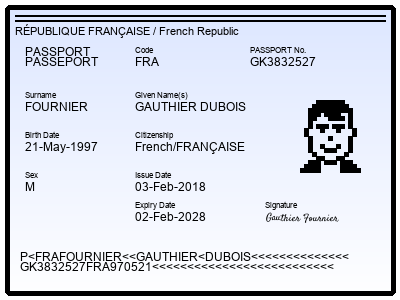 RÉPUBLIQUE FRANÇAISE / French Republic
PASSPORT
PASSEPORT
Code
FRA
PASSPORT No.
GK3832527
Surname
FOURNIER
Given Name(s)
GAUTHIER DUBOIS
Birth Date
21-May-1997
Citizenship
French/FRANÇAISE
Sex
M
Issue Date
03-Feb-2018
Expiry Date
02-Feb-2028
Signature
Gauthier Fournier
P<FRAFOURNIER<<GAUTHIER<DUBOIS<<<<<<<<<<<<<<
GK3832527FRA970521<<<<<<<<<<<<<<<<<<<<<<<<<<